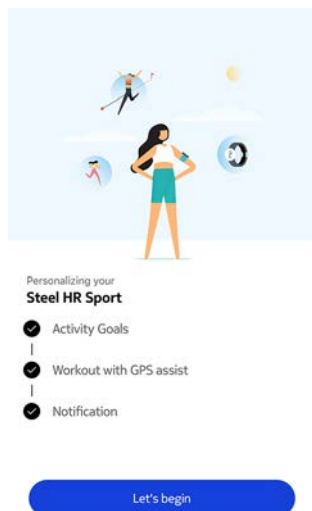 Personalizing your
Steel HR Sport
Activity Goals
Workout with GPS assist
Notification
Let's begin